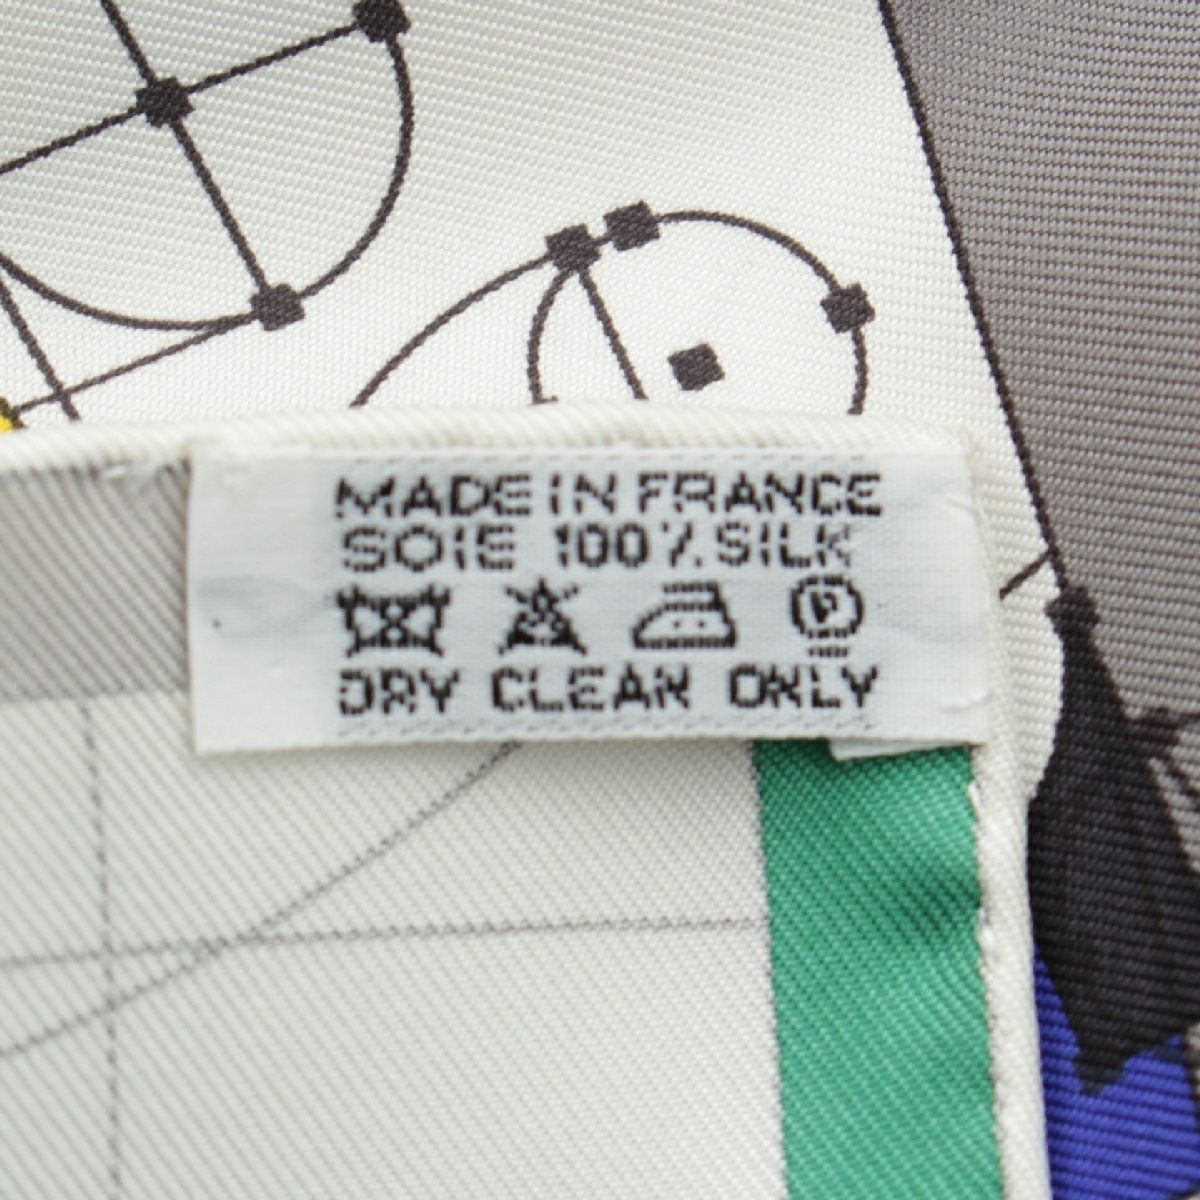 MADE IN FRANCE
SOIE 100% SILK
P
DRY CLEAN ONLY